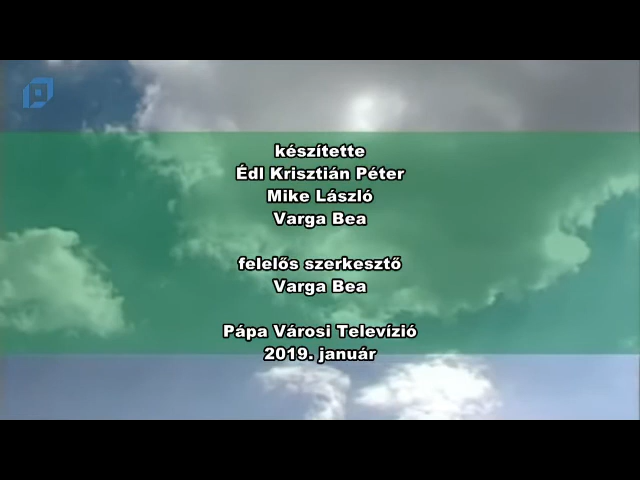 készítette
Édl Krisztián Péter
Mike László
Varga Bea
felelős szerkesztő
Varga Bea
Pápa Városi Televízió
2019. január